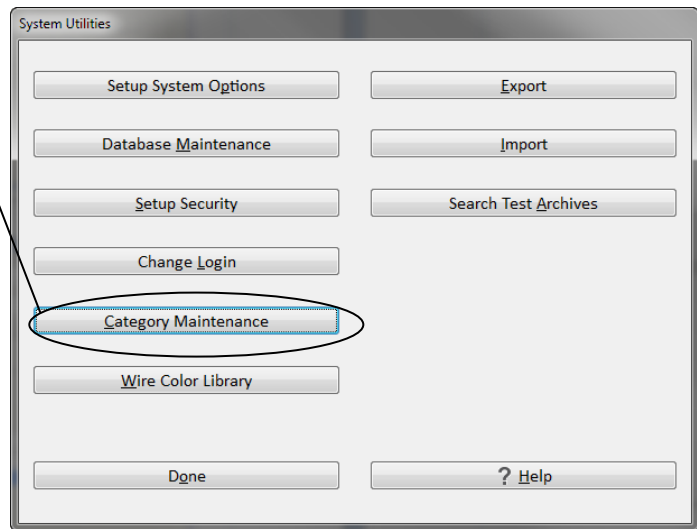 System Utilities
Setup System Options
Export
Database Maintenance
Import
Setup Security
Search Test Archives
Change Login
Category Maintenance
Wire Color Library
Done
? Help